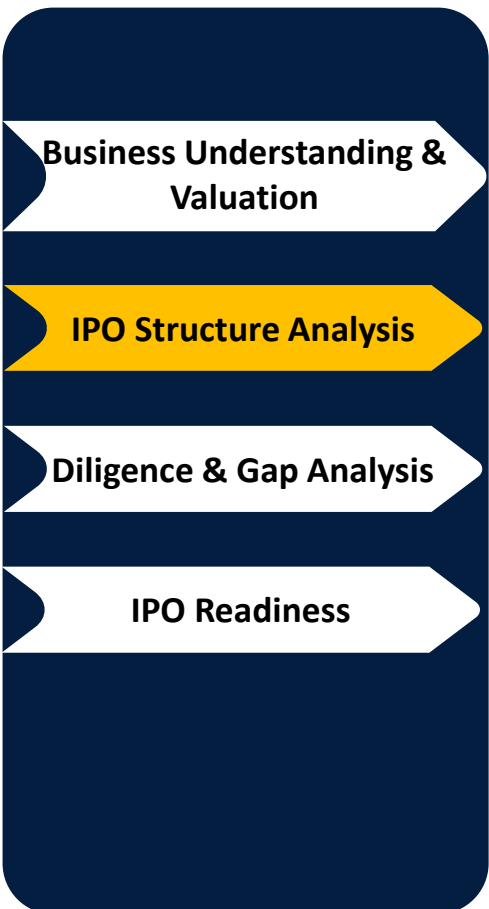 Business Understanding &
Valuation
IPO Structure Analysis
Diligence & Gap Analysis
IPO Readiness